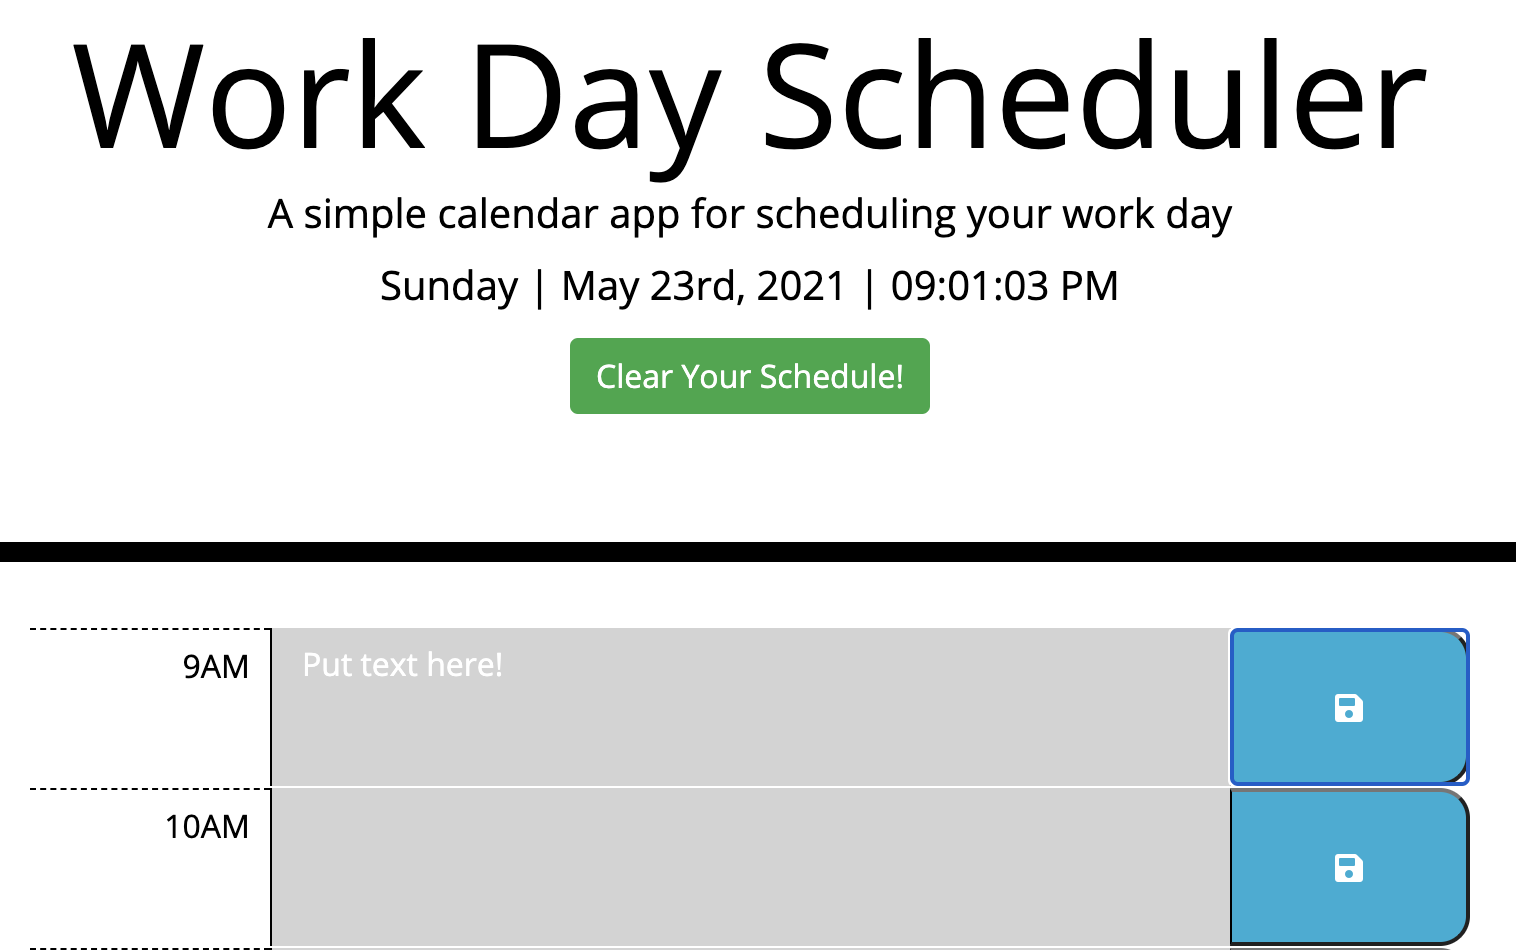 Work Day Scheduler
A simple calendar app for scheduling your work day
Sunday | May 23rd, 2021 | 09:01:03 PM
Clear Your Schedule!
9AM
Put text here!
10AM